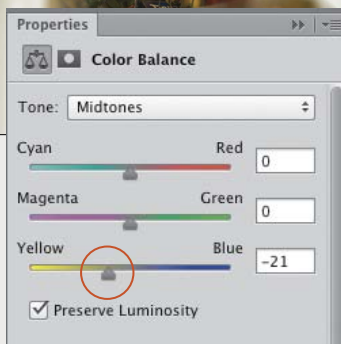 Properties
Color Balance
Tone: Midtones
Cyan Red 0
Magenta Green 0
Yellow Blue -21
Preserve Luminosity